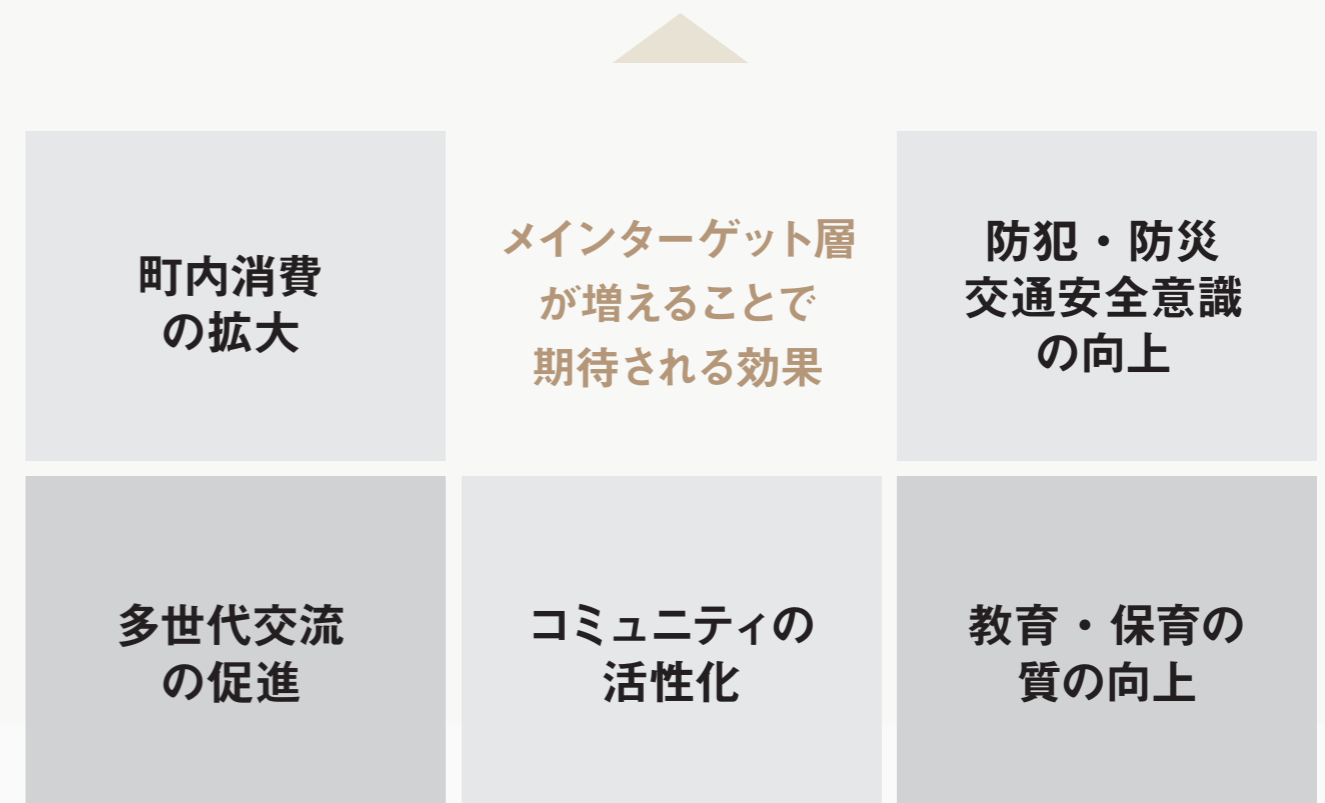 町内消費
の拡大
メインターゲット層
が増えることで
期待される効果
防犯・防災
交通安全意識
の向上
多世代交流
の促進
コミュニティの
活性化
教育・保育の
質の向上